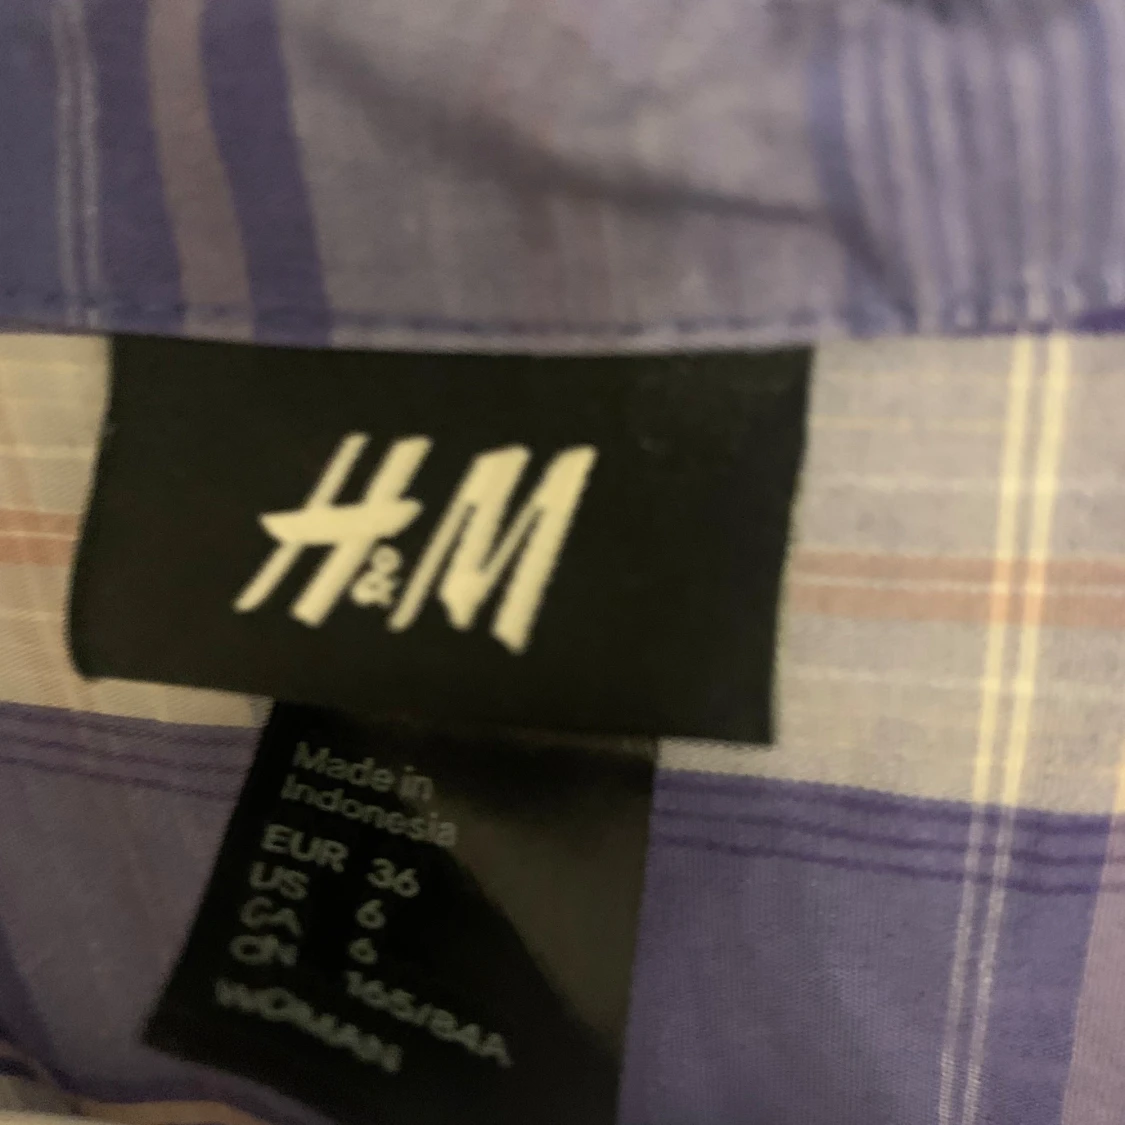 H&M
Made in
Indonesia
EUR 36
US 6
CA 6
CN 165/84A
WOMAN